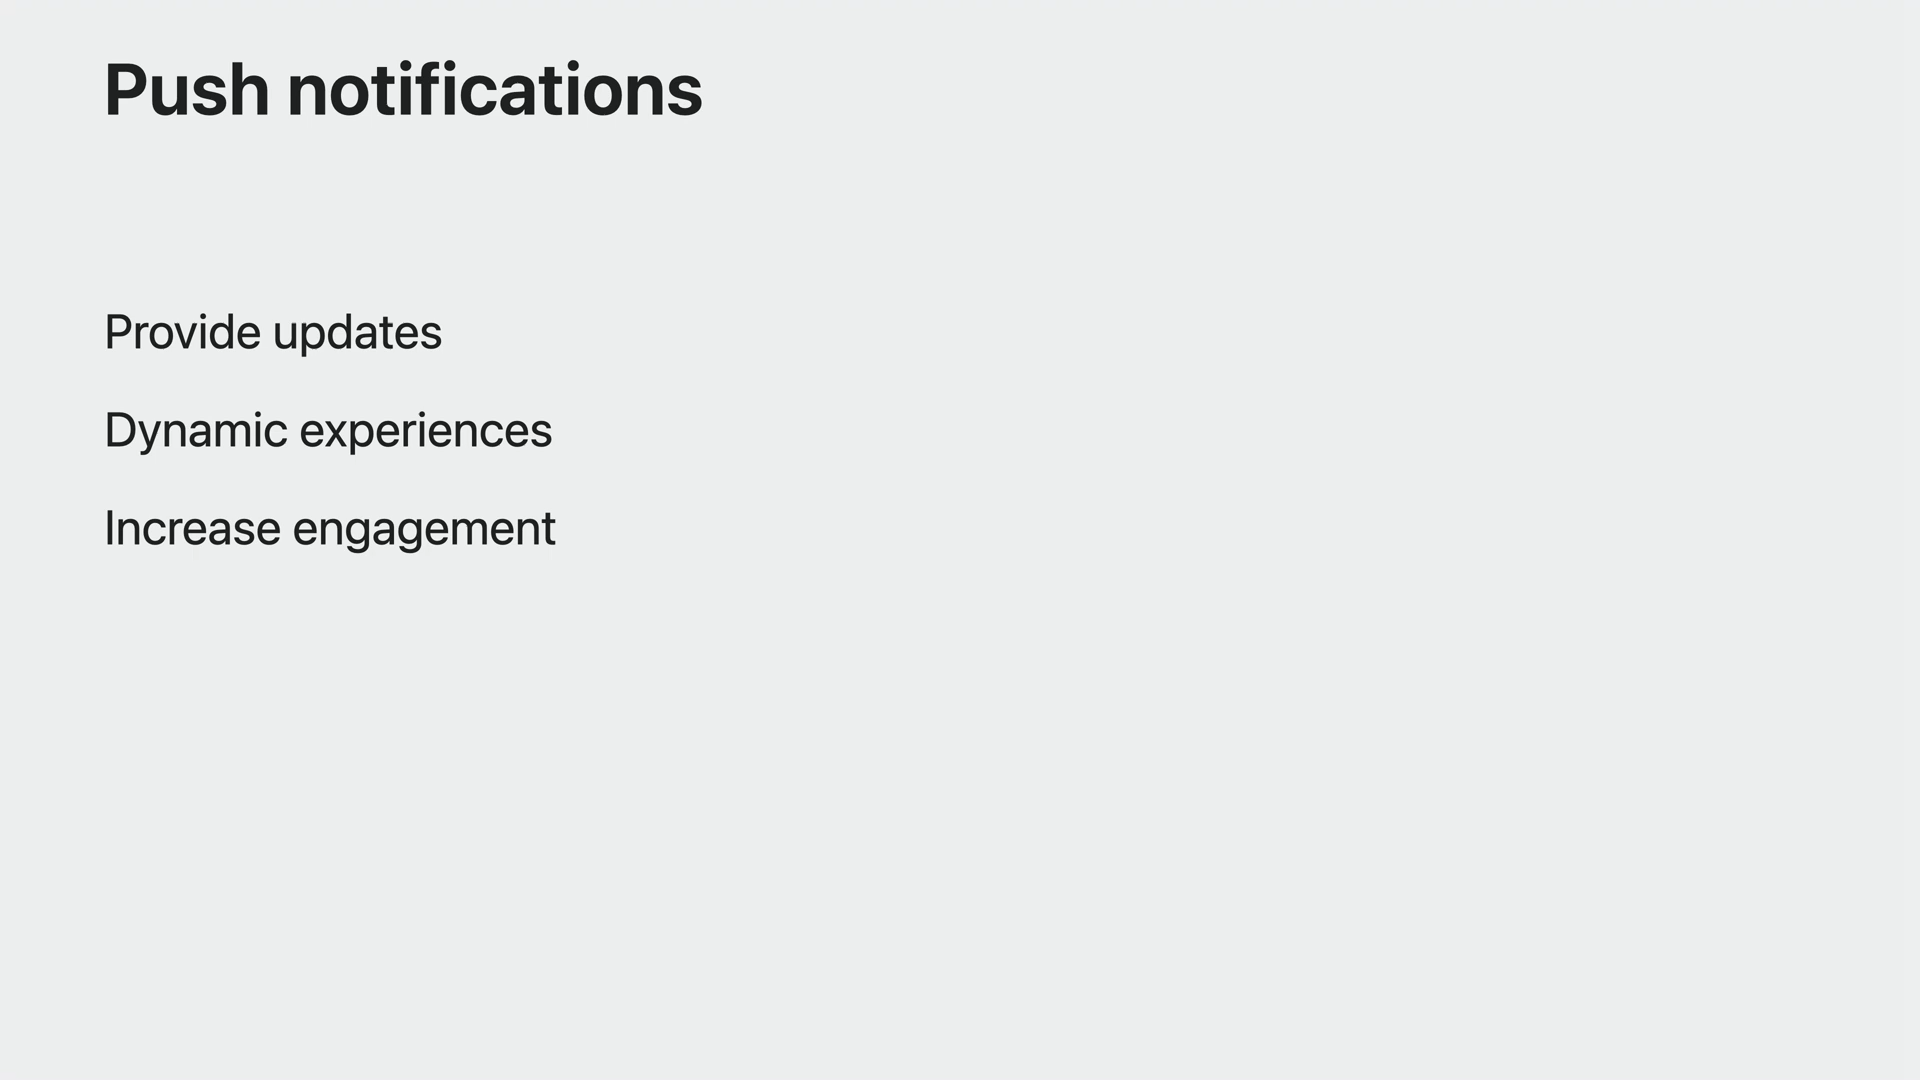 Push notifications
Provide updates
Dynamic experiences
Increase engagement